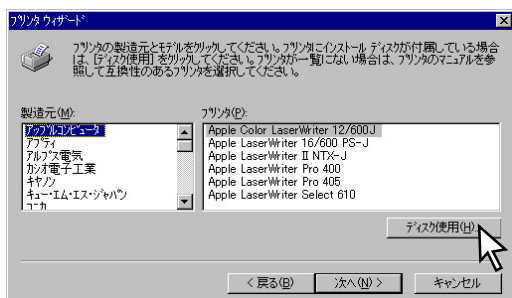 プリンタ ウィザード
プリンタの製造元とモデルをクリックしてください。プリンタにインストール ディスクが付属している場合
は、[ディスク使用] をクリックしてください。プリンタが一覧にない場合は、プリンタのマニュアルを参
照して互換性のあるプリンタを選択してください。
製造元(M):
アップルコンピュータ
アプティ
アルプス電気
カシオ電子工業
キヤノン
キュー・エム・エス・ジャパン
コニカ
プリンタ(P):
Apple Color LaserWriter 12/600J
Apple LaserWriter 16/600 PS-J
Apple LaserWriter II NTX-J
Apple LaserWriter Pro 400
Apple LaserWriter Pro 405
Apple LaserWriter Select 610
ディスク使用(H)...
< 戻る(B)
次へ(N) >
キャンセル